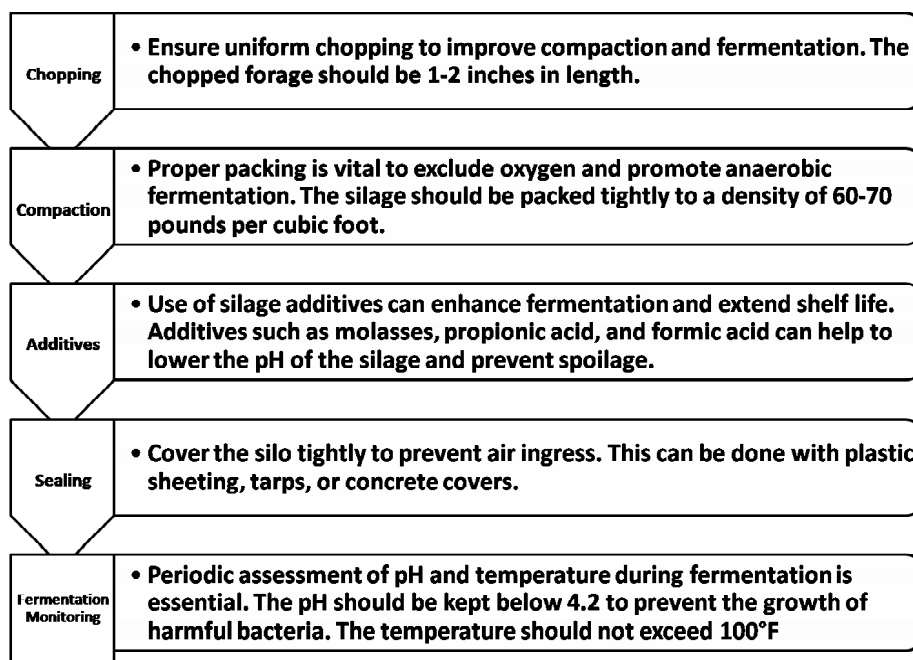 Chopping
• Ensure uniform chopping to improve compaction and fermentation. The
chopped forage should be 1-2 inches in length.
Compaction
• Proper packing is vital to exclude oxygen and promote anaerobic
fermentation. The silage should be packed tightly to a density of 60-70
pounds per cubic foot.
Additives
• Use of silage additives can enhance fermentation and extend shelf life.
Additives such as molasses, propionic acid, and formic acid can help to
lower the pH of the silage and prevent spoilage.
Sealing
• Cover the silo tightly to prevent air ingress. This can be done with plastic
sheeting, tarps, or concrete covers.
Fermentation
Monitoring
• Periodic assessment of pH and temperature during fermentation is
essential. The pH should be kept below 4.2 to prevent the growth of
harmful bacteria. The temperature should not exceed 100°F